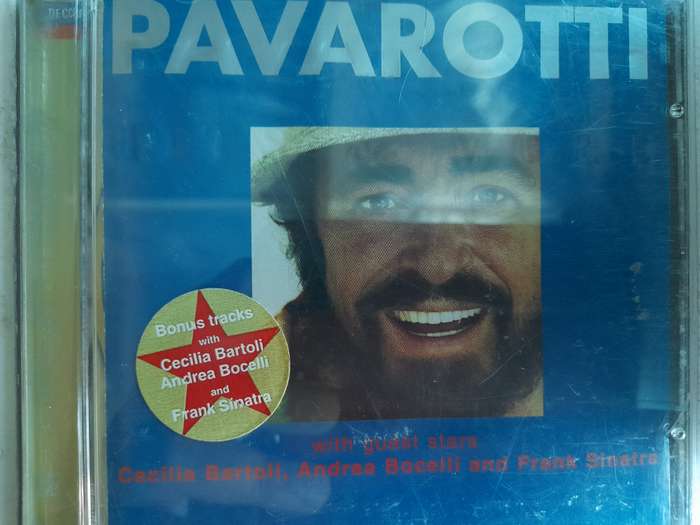 DECCA
PAVAROTTI
Bonus tracks
with
Cecilia Bartoli
Andrea Bocelli
and
Frank Sinatra
with guest stars
Cecilia Bartoli, Andrea Bocelli and Frank Sinatra